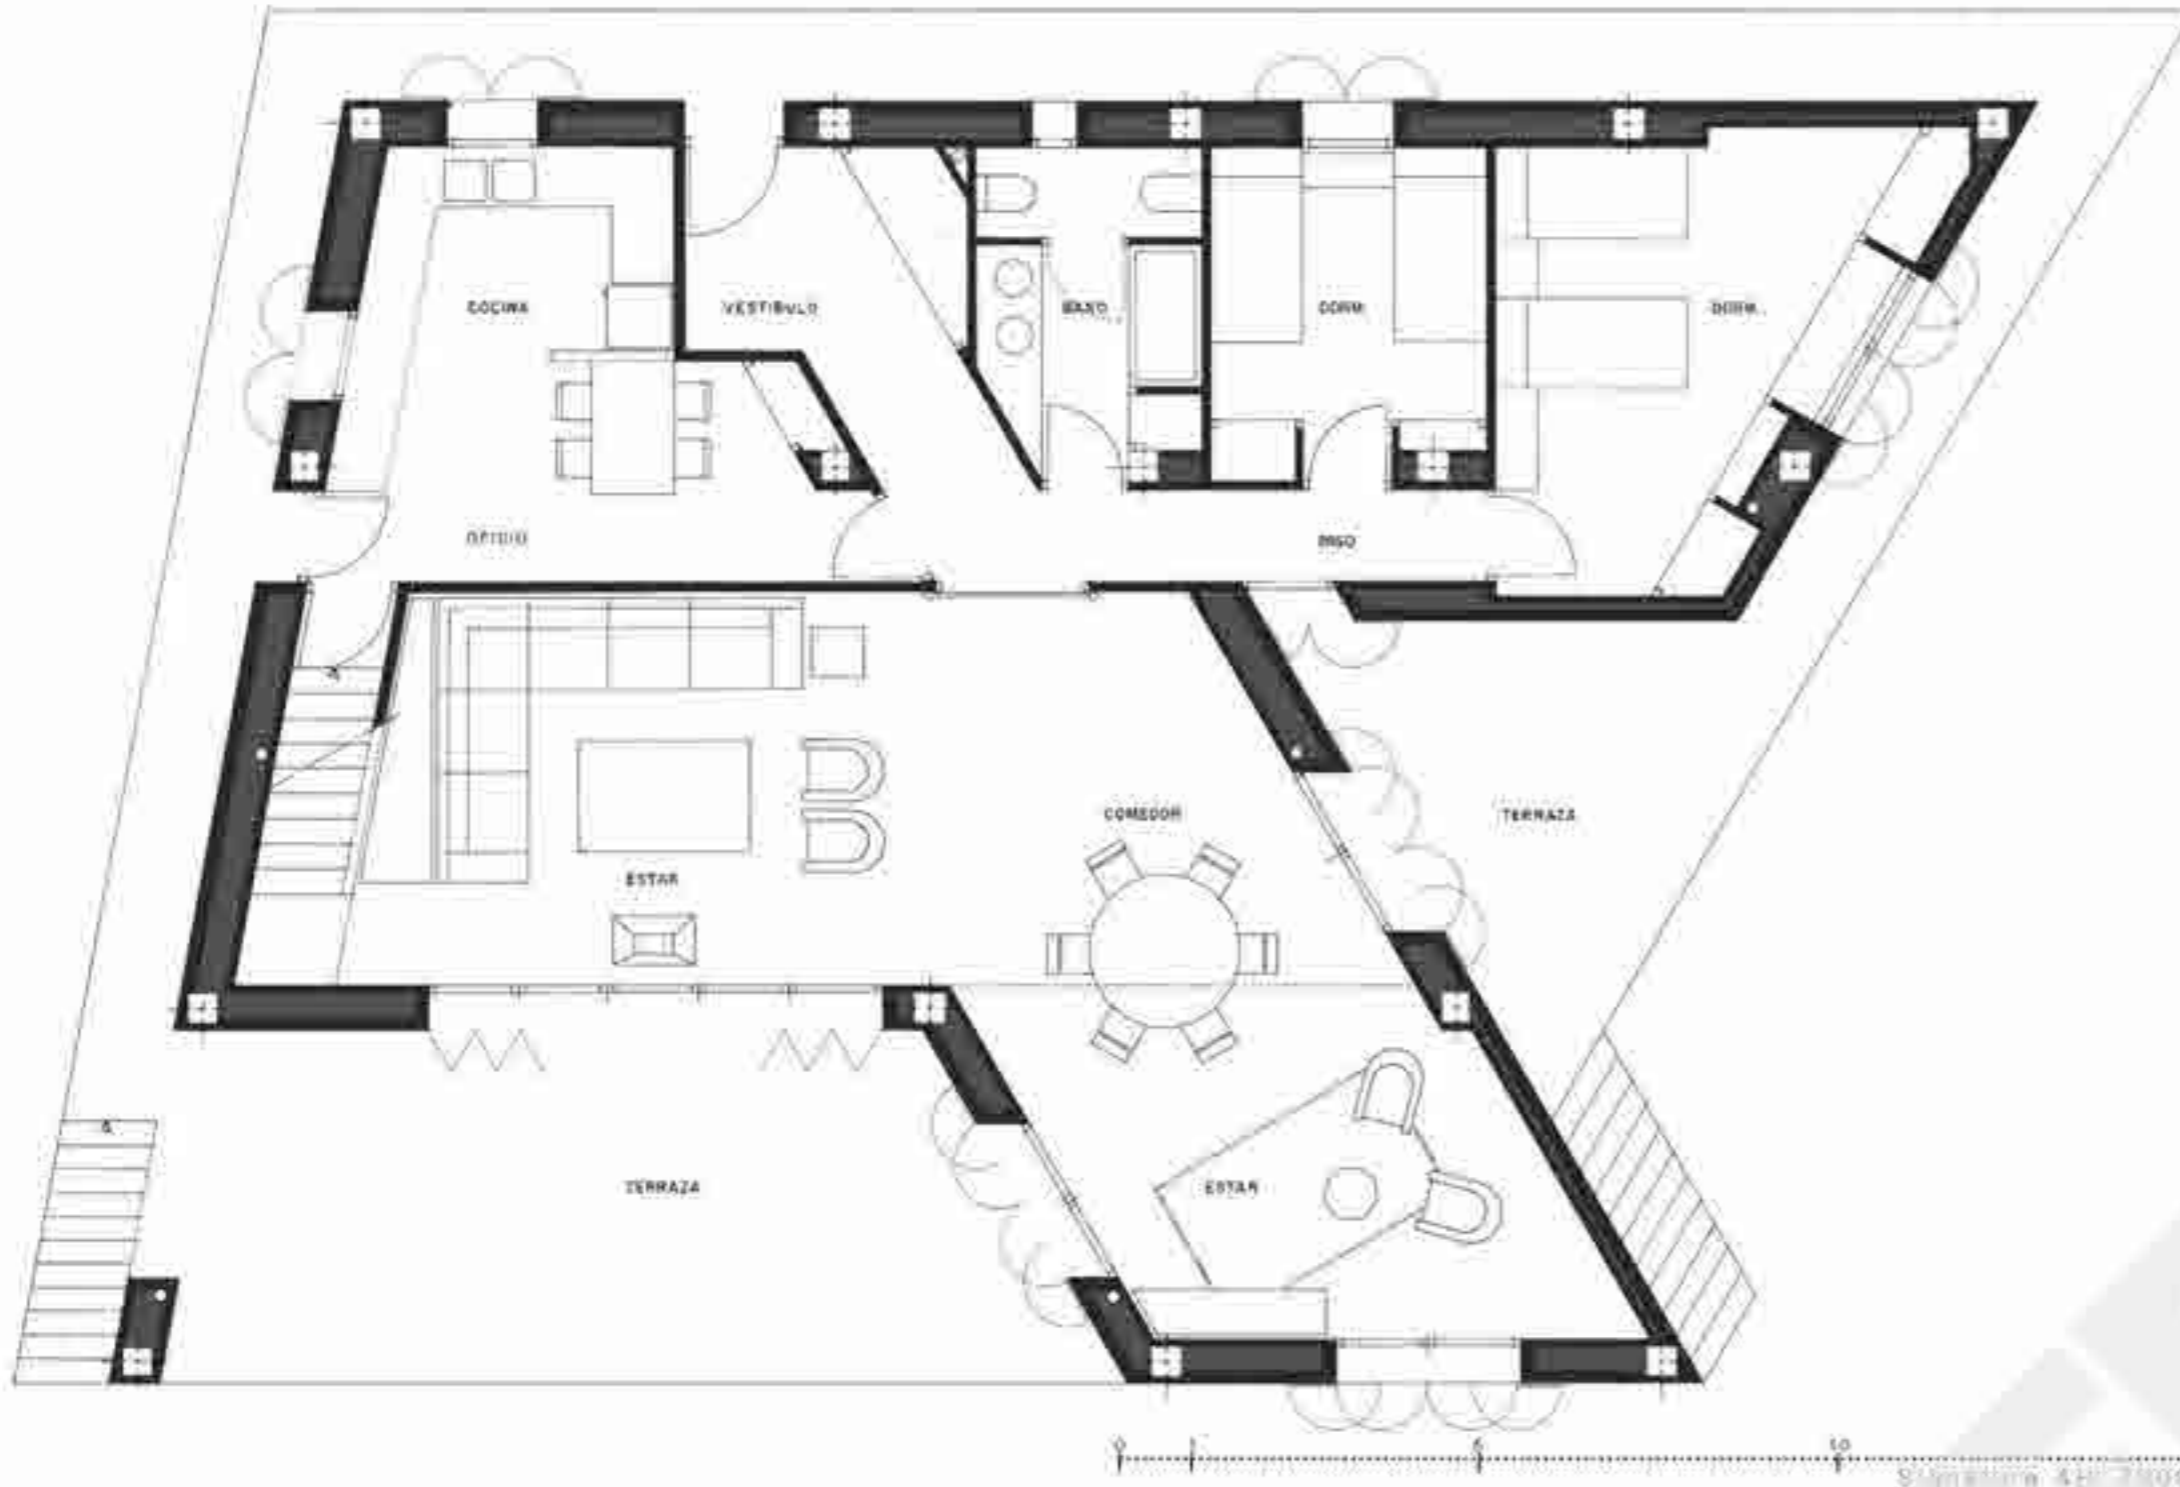 COCINA
VESTIBULO
BAÑO
DORM.
DORM.
OFICIO
PASO
COMEDOR
TERRAZA
ESTAR
TERRAZA
ESTAR
0 1 5 10